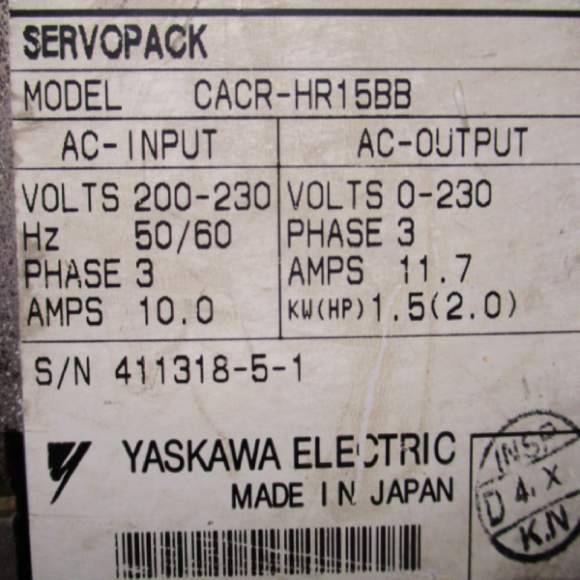 SERVOPACK
MODEL CACR-HR15BB
AC-INPUT
VOLTS 200-230
Hz 50/60
PHASE 3
AMPS 10.0
AC-OUTPUT
VOLTS 0-230
PHASE 3
AMPS 11.7
KW(HP) 1.5(2.0)
S/N 411318-5-1
YASKAWA ELECTRIC
MADE IN JAPAN
INSP
D 4. X
K.N